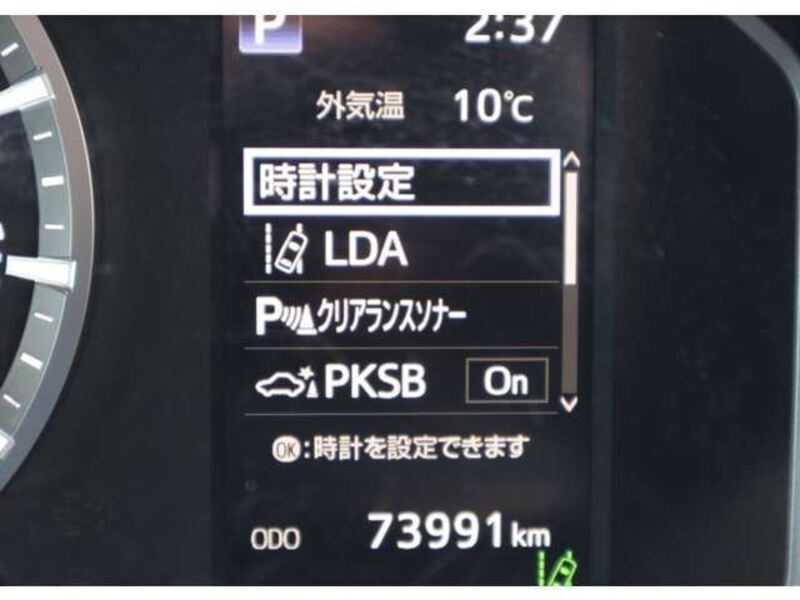 P 2:37
外気温 10℃
時計設定
LDA
Pクリアランスソナー
PKSB On
OK:時計を設定できます
ODO 73991km